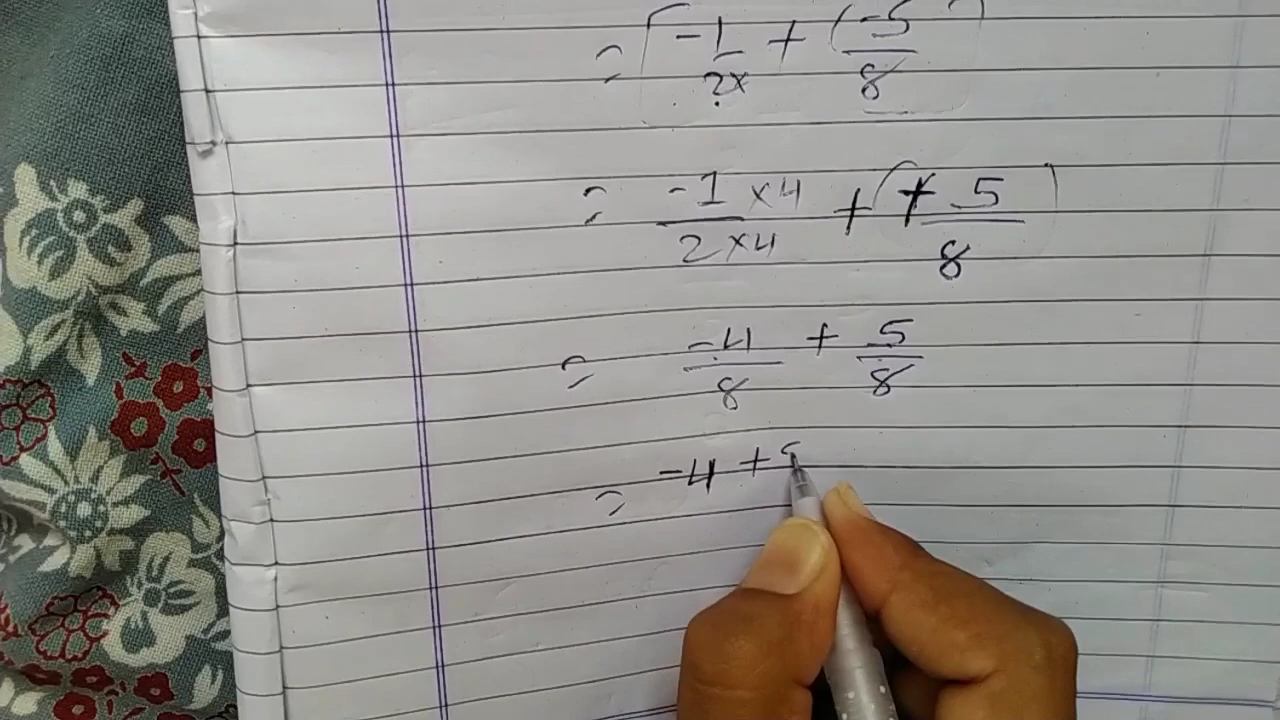 = -1/2x + (-5/8)
= -1×4/2×4 + (+5/8)
= -4/8 + 5/8
= -4 +5